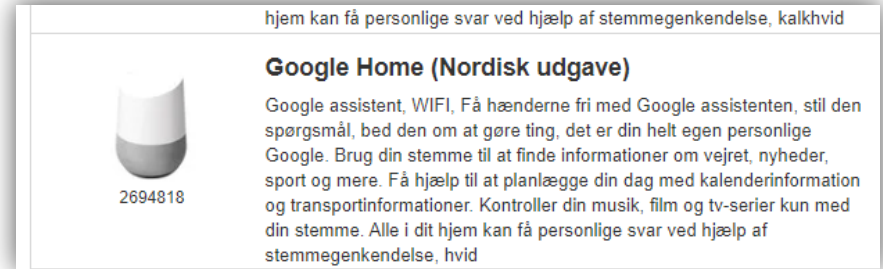 hjem kan få personlige svar ved hjælp af stemmegenkendelse, kalkhvid
Google Home (Nordisk udgave)
Google assistent, WIFI, Få hænderne fri med Google assistenten, stil den
spørgsmål, bed den om at gøre ting, det er din helt egen personlige
Google. Brug din stemme til at finde informationer om vejret, nyheder,
sport og mere. Få hjælp til at planlægge din dag med kalenderinformation
og transportinformationer. Kontroller din musik, film og tv-serier kun med
din stemme. Alle i dit hjem kan få personlige svar ved hjælp af
stemmegenkendelse, hvid
2694818